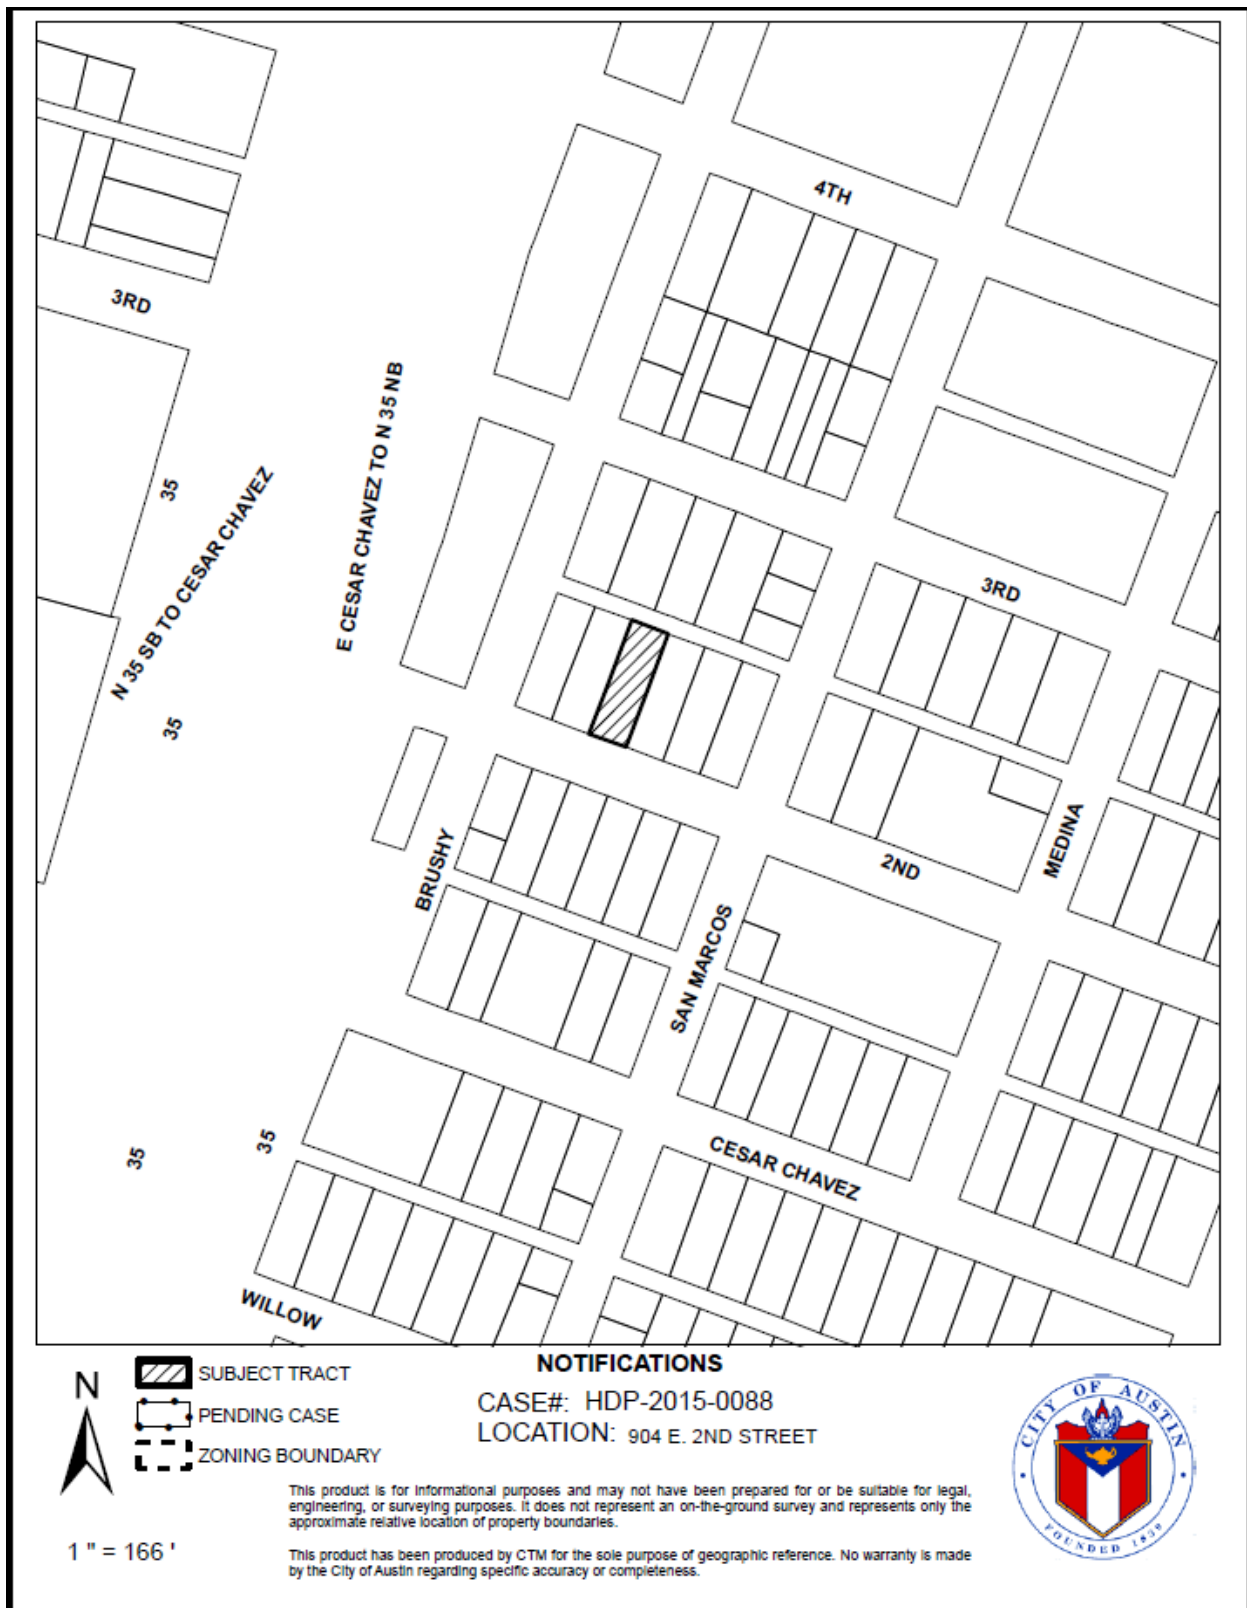 4TH
3RD
E CESAR CHAVEZ TO N 35 NB
35
N 35 SB TO CESAR CHAVEZ
3RD
35
MEDINA
BRUSHY
2ND
SAN MARCOS
35
35
CESAR CHAVEZ
WILLOW
N
1 " = 166 '
SUBJECT TRACT
PENDING CASE
ZONING BOUNDARY
NOTIFICATIONS
CASE#: HDP-2015-0088
LOCATION: 904 E. 2ND STREET
This product is for informational purposes and may not have been prepared for or be suitable for legal,
engineering, or surveying purposes. It does not represent an on-the-ground survey and represents only the
approximate relative location of property boundaries.
This product has been produced by CTM for the sole purpose of geographic reference. No warranty is made
by the City of Austin regarding specific accuracy or completeness.
CITY OF AUSTIN
FOUNDED 1839